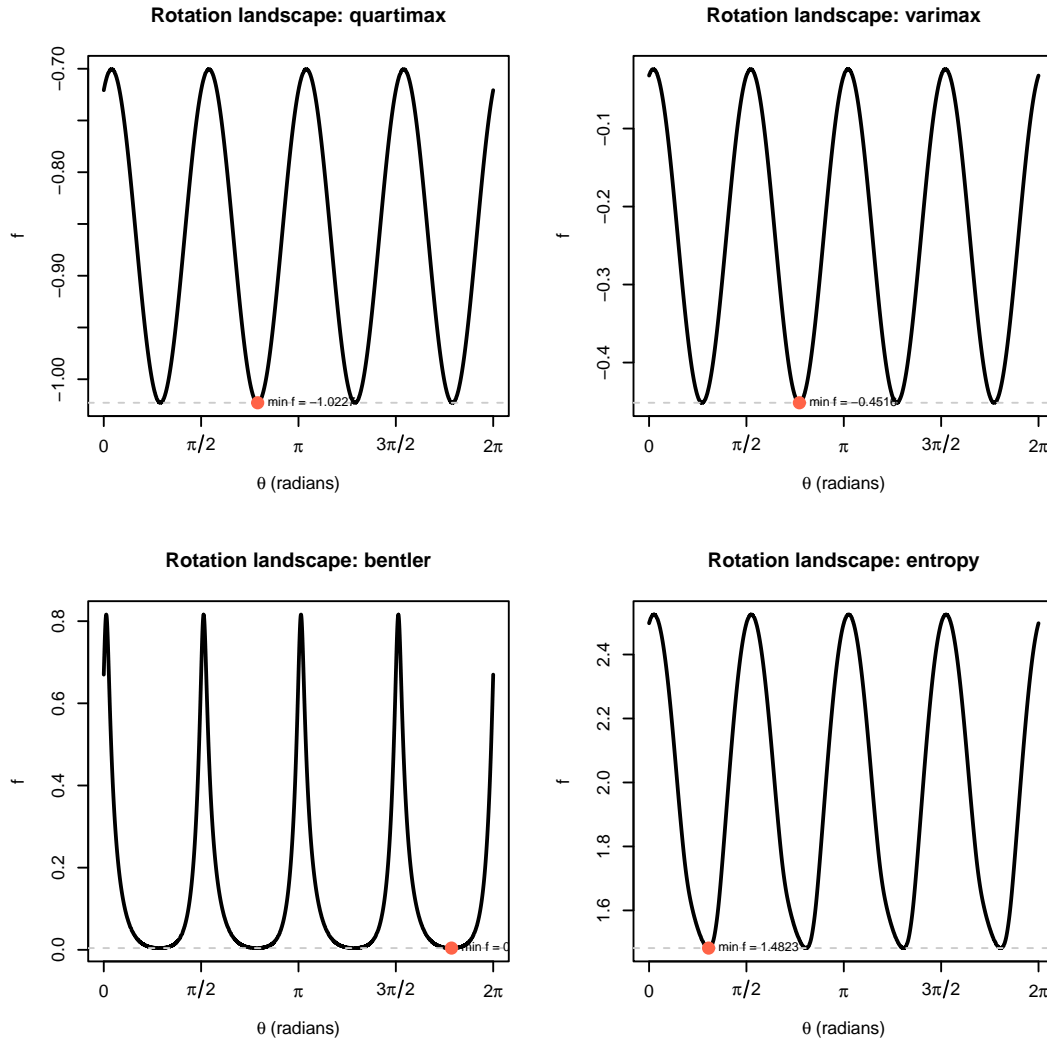 Rotation landscape: quartimax
f
−0.70
−0.80
−0.90
−1.00
min f = −1.0227
0 π/2 π 3π/2 2π
θ (radians)
Rotation landscape: varimax
f
−0.1
−0.2
−0.3
−0.4
min f = −0.4516
0 π/2 π 3π/2 2π
θ (radians)
Rotation landscape: bentler
f
0.8
0.6
0.4
0.2
0.0
min f = 0
0 π/2 π 3π/2 2π
θ (radians)
Rotation landscape: entropy
f
2.4
2.2
2.0
1.8
1.6
min f = 1.4823
0 π/2 π 3π/2 2π
θ (radians)